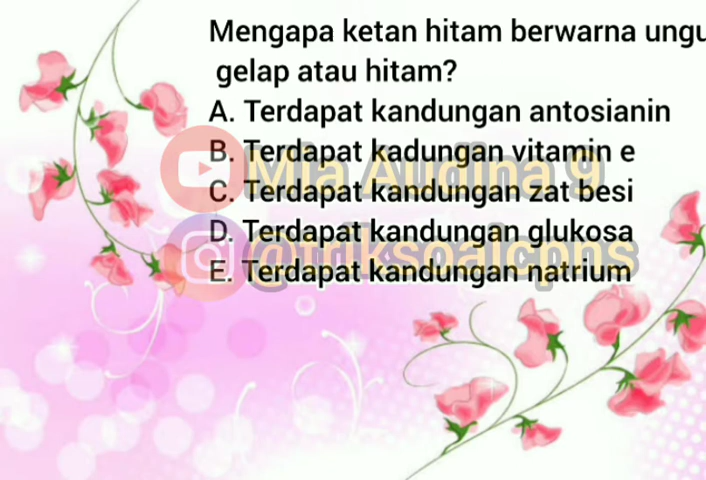 Mengapa ketan hitam berwarna ungu
gelap atau hitam?
A. Terdapat kandungan antosianin
B. Terdapat kadungan vitamin e
C. Terdapat kandungan zat besi
D. Terdapat kandungan glukosa
E. Terdapat kandungan natrium
Mia Audina 9
@triksoalcpns